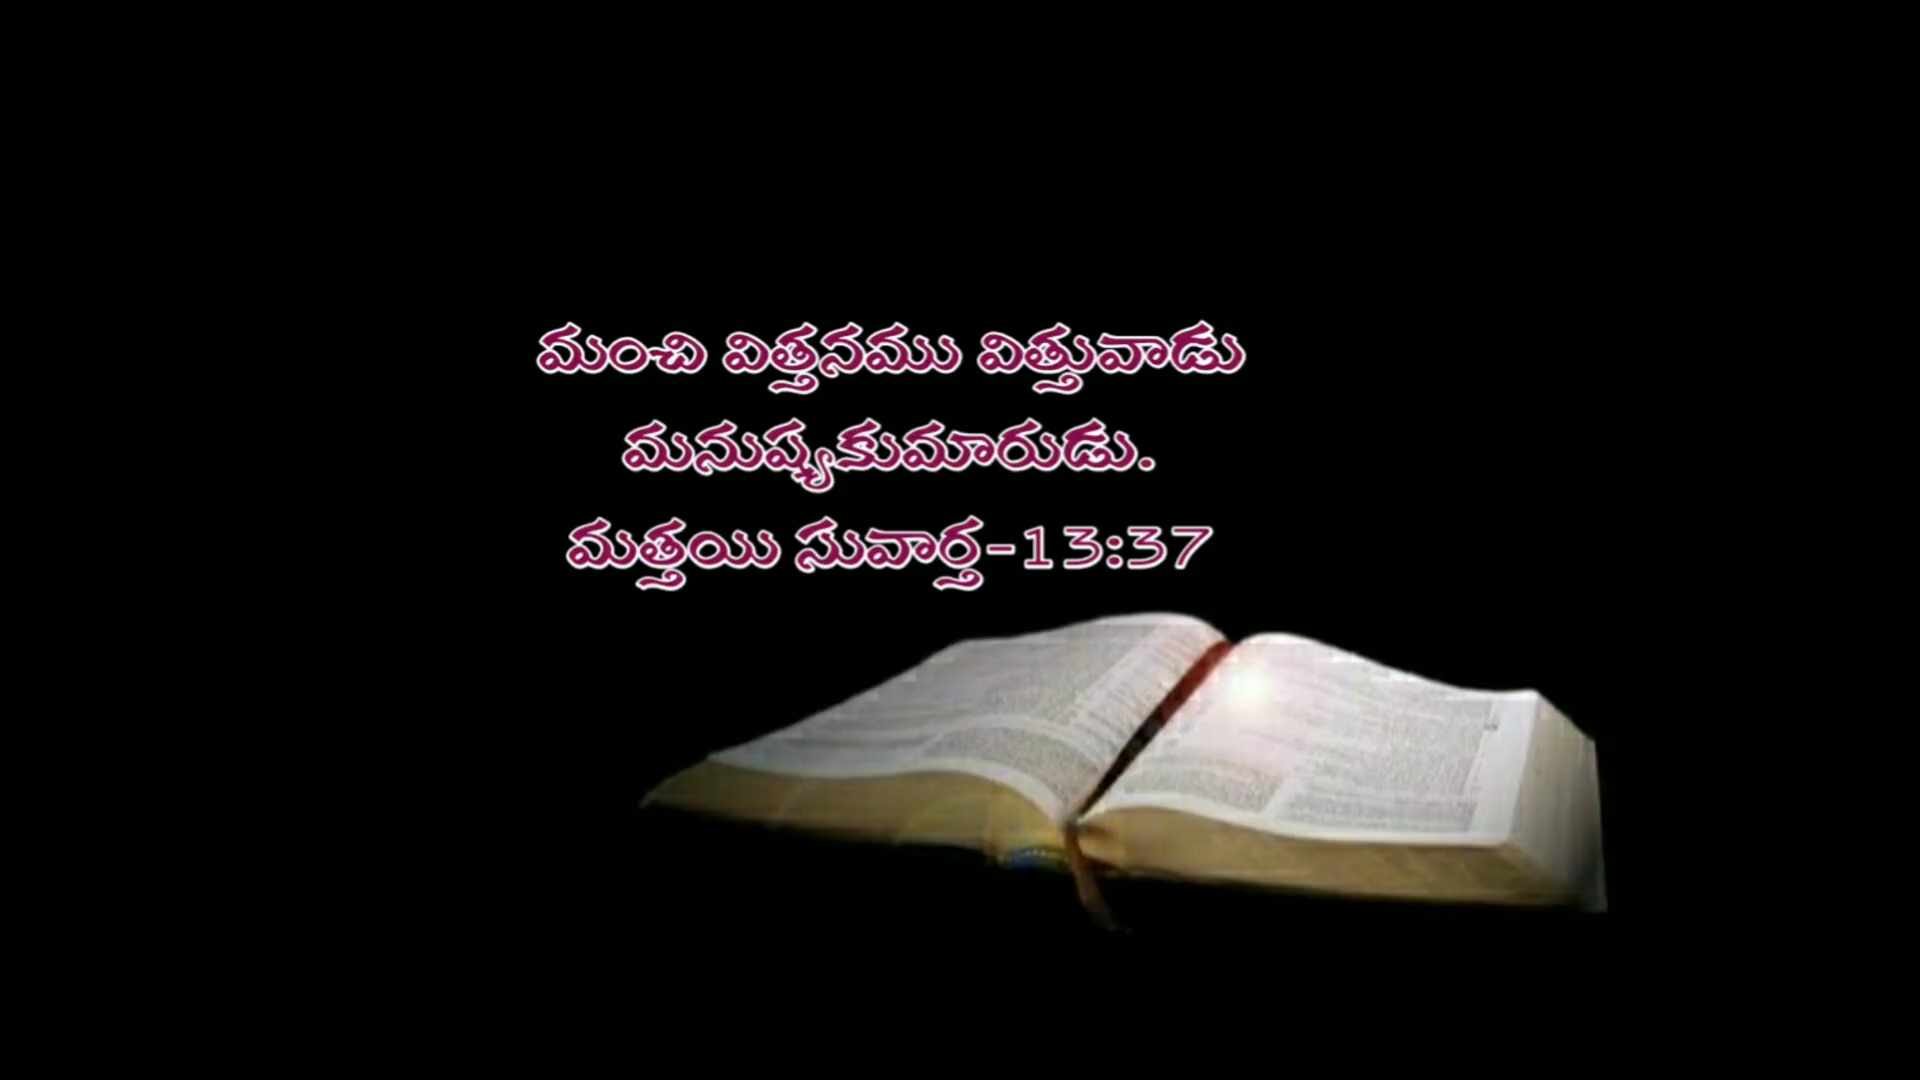 మంచి విత్తనము విత్తువాడు
మనుష్యకుమారుడు.
మత్తయి సువార్త-13:37